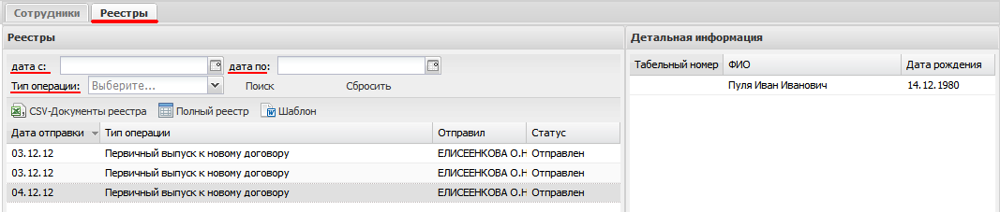 Сотрудники Реестры
Реестры
дата с: дата по:
Тип операции: Выберите... Поиск Сбросить
CSV-Документы реестра Полный реестр Шаблон
Дата отправки Тип операции Отправил Статус
03.12.12 Первичный выпуск к новому договору ЕЛИСЕЕНКОВА О.Н Отправлен
03.12.12 Первичный выпуск к новому договору ЕЛИСЕЕНКОВА О.Н Отправлен
04.12.12 Первичный выпуск к новому договору ЕЛИСЕЕНКОВА О.Н Отправлен
Детальная информация
Табельный номер ФИО Дата рождения
Пуля Иван Иванович 14.12.1980